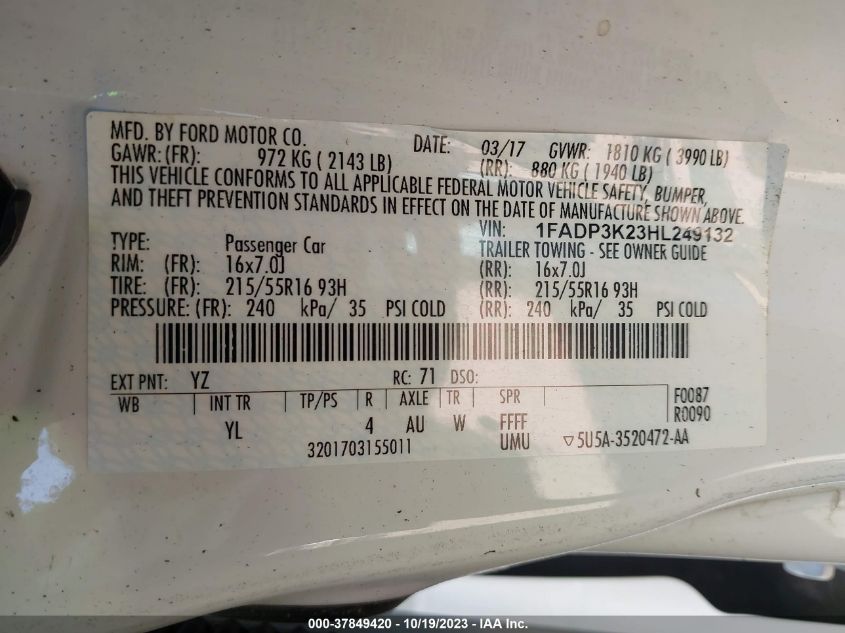 MFD. BY FORD MOTOR CO. DATE: 03/17 GVWR: 1810 KG ( 3990 LB)
GAWR: (FR): 972 KG ( 2143 LB) (RR): 880 KG ( 1940 LB)
THIS VEHICLE CONFORMS TO ALL APPLICABLE FEDERAL MOTOR VEHICLE SAFETY, BUMPER,
AND THEFT PREVENTION STANDARDS IN EFFECT ON THE DATE OF MANUFACTURE SHOWN ABOVE.
VIN: 1FADP3K23HL249132
TYPE: Passenger Car TRAILER TOWING - SEE OWNER GUIDE
RIM: (FR): 16x7.0J (RR): 16x7.0J
TIRE: (FR): 215/55R16 93H (RR): 215/55R16 93H
PRESSURE: (FR): 240 kPa/ 35 PSI COLD (RR): 240 kPa/ 35 PSI COLD
EXT PNT: YZ RC: 71 DSO:
WB INT TR TP/PS R AXLE TR SPR F0087
YL 4 AU W FFFF R0090
3201703155011 UMU ▽5U5A-3520472-AA
000-37849420 - 10/19/2023 - IAA Inc.